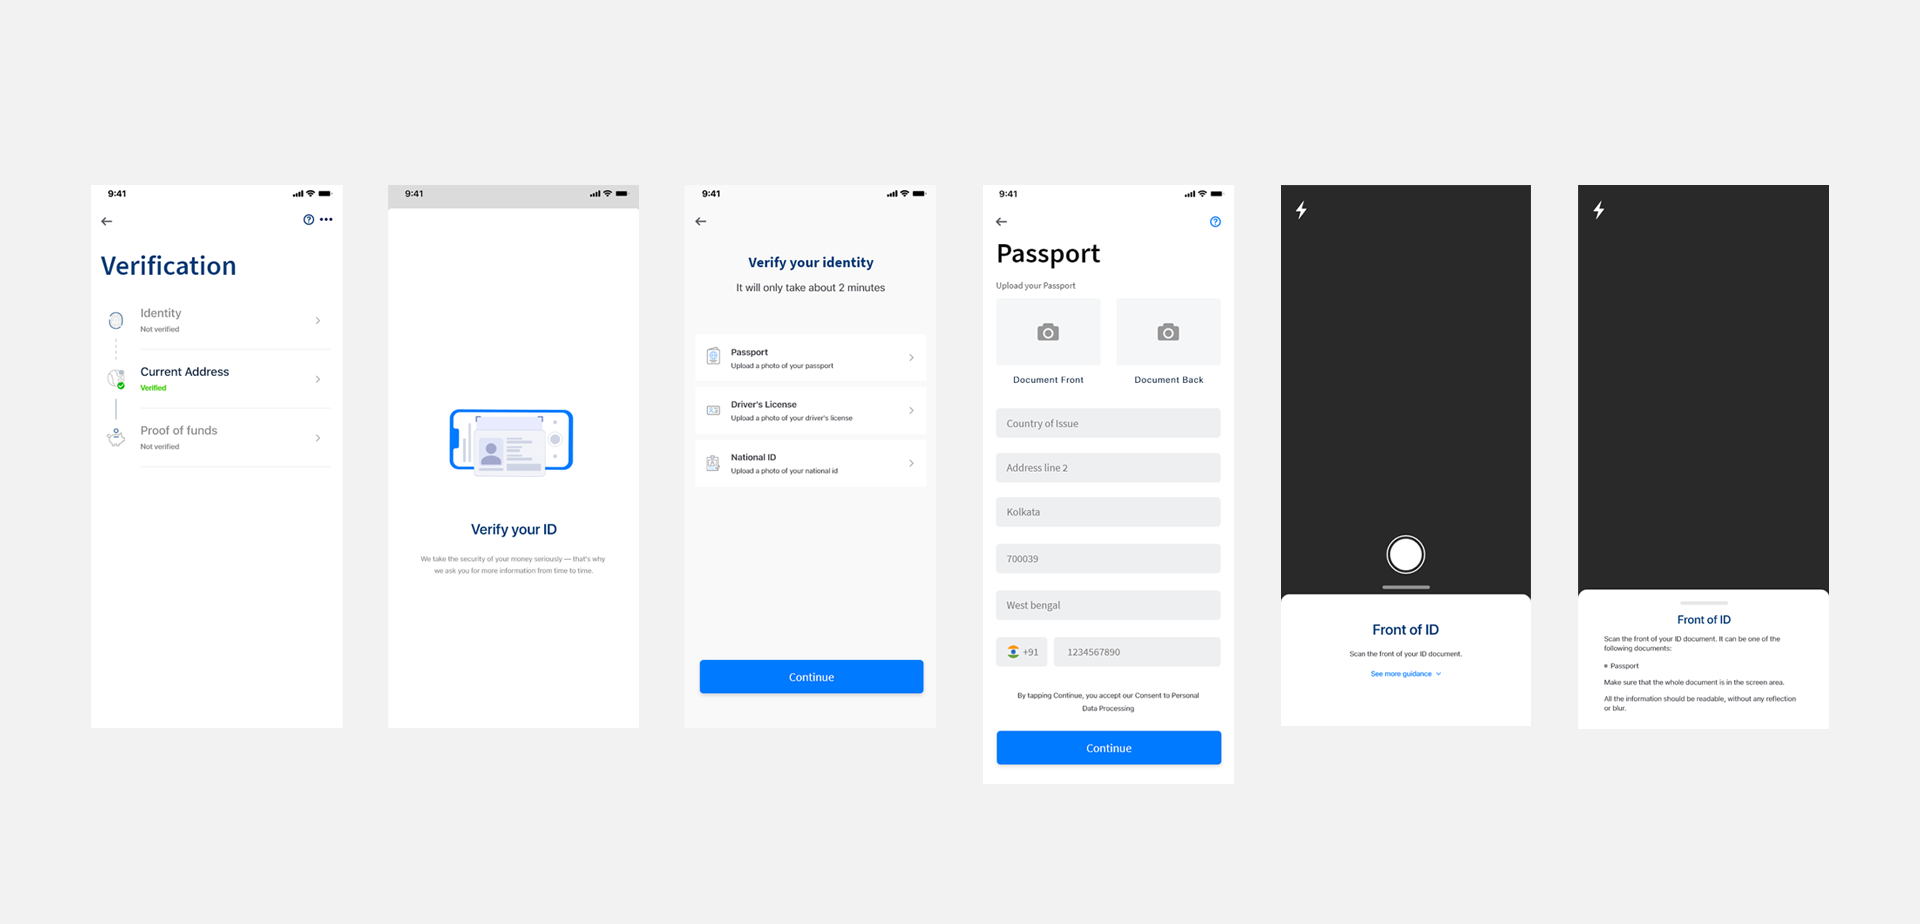 9:41
Verification
Identity
Not verified
Current Address
Verified
Proof of funds
Not verified
9:41
Verify your ID
We take the security of your money seriously — that's why
we ask you for more information from time to time.
9:41
Verify your identity
It will only take about 2 minutes
Passport
Upload a photo of your passport
Driver's License
Upload a photo of your driver's license
National ID
Upload a photo of your national id
Continue
9:41
Passport
Upload your Passport
Document Front
Document Back
Country of Issue
Address line 2
Kolkata
700039
West bengal
+91
1234567890
By tapping Continue, you accept our Consent to Personal
Data Processing
Continue
Front of ID
Scan the front of your ID document.
See more guidance
Front of ID
Scan the front of your ID document. It can be one of the
following documents:
Passport
Make sure that the whole document is in the screen area.
All the information should be readable, without any reflection
or blur.